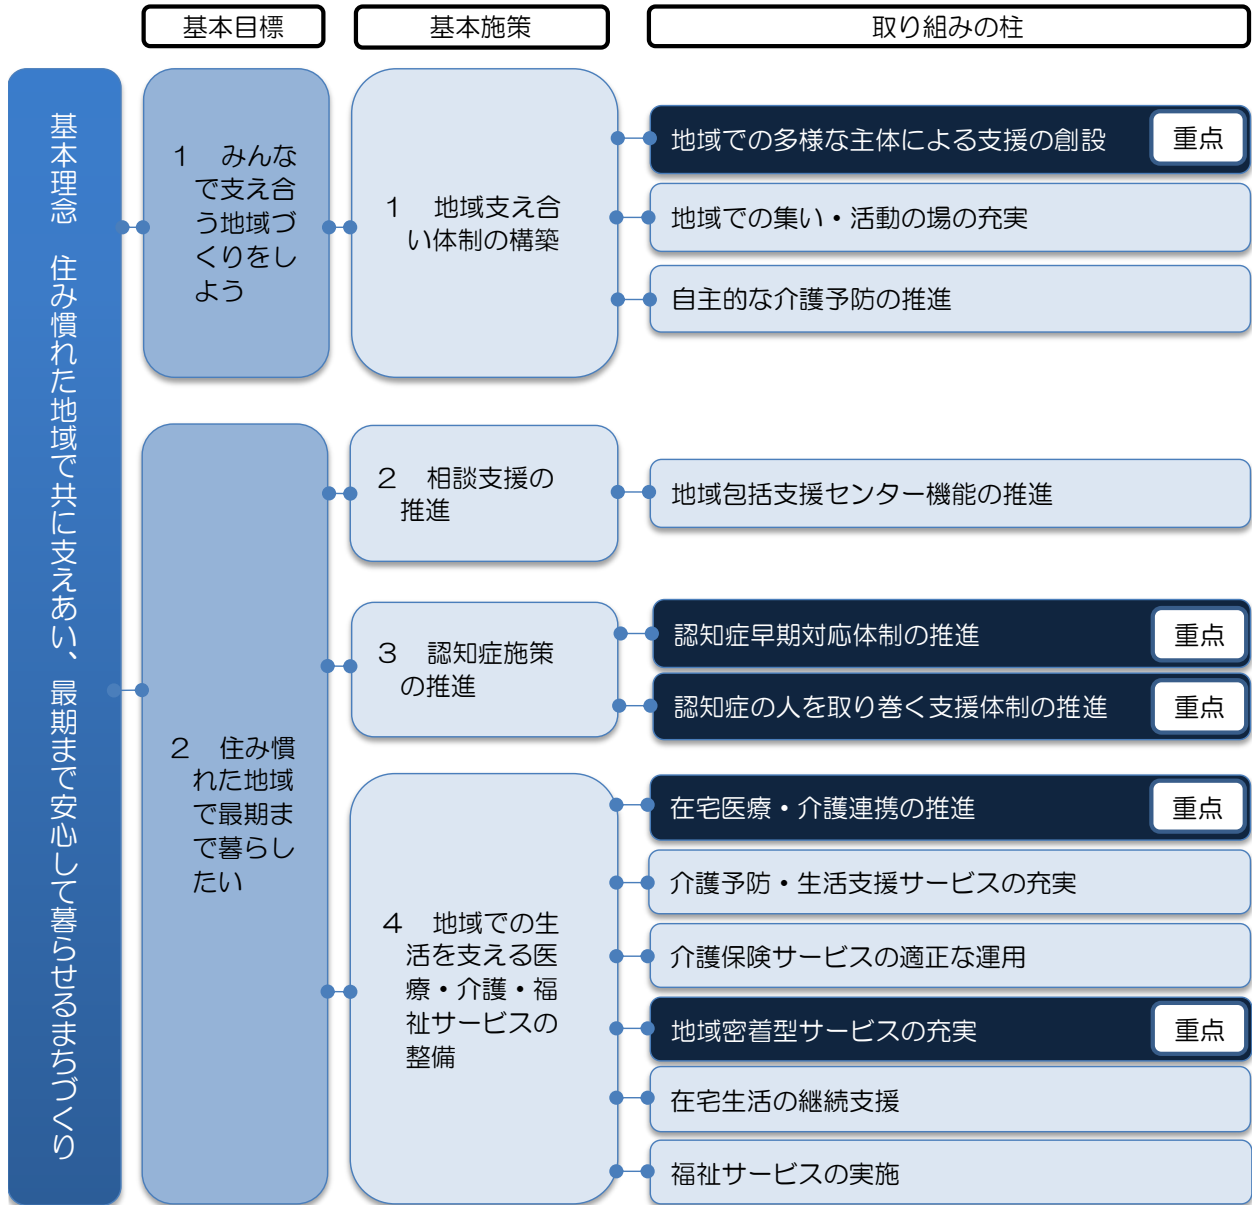 基本目標
基本施策
取り組みの柱
基本理念　住み慣れた地域で共に支えあい、最期まで安心して暮らせるまちづくり
１　みんな
で支え合
う地域づ
くりをし
よう
１　地域支え合
い体制の構築
地域での多様な主体による支援の創設
重点
地域での集い・活動の場の充実
自主的な介護予防の推進
２　住み慣
れた地域
で最期ま
で暮らし
たい
２　相談支援の
推進
地域包括支援センター機能の推進
３　認知症施策
の推進
認知症早期対応体制の推進
重点
認知症の人を取り巻く支援体制の推進
重点
４　地域での生
活を支える医
療・介護・福
祉サービスの
整備
在宅医療・介護連携の推進
重点
介護予防・生活支援サービスの充実
介護保険サービスの適正な運用
地域密着型サービスの充実
重点
在宅生活の継続支援
福祉サービスの実施